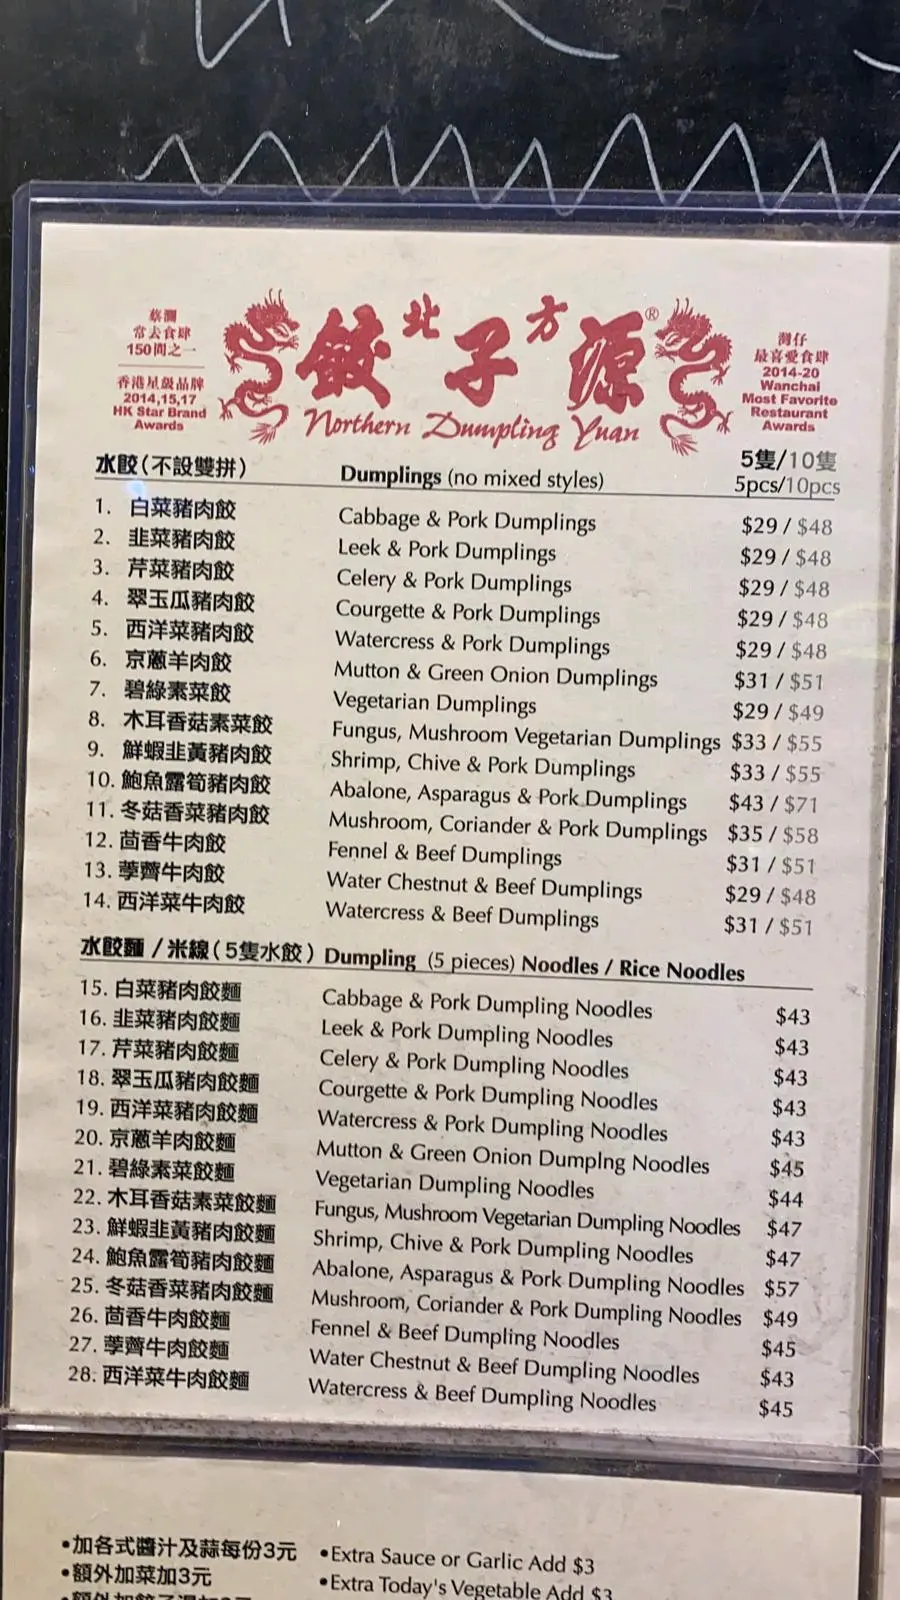 蔡瀾
常去食肆
150間之一
香港星級品牌
2014,15,17
HK Star Brand
Awards
北方
餃子源®
Northern Dumpling Yuan
灣仔
最喜愛食肆
2014-20
Wanchai
Most Favorite
Restaurant
Awards
水餃(不設雙拼) Dumplings (no mixed styles) 5隻/10隻
5pcs/10pcs
1. 白菜豬肉餃 Cabbage & Pork Dumplings $29 / $48
2. 韭菜豬肉餃 Leek & Pork Dumplings $29 / $48
3. 芹菜豬肉餃 Celery & Pork Dumplings $29 / $48
4. 翠玉瓜豬肉餃 Courgette & Pork Dumplings $29 / $48
5. 西洋菜豬肉餃 Watercress & Pork Dumplings $29 / $48
6. 京蔥羊肉餃 Mutton & Green Onion Dumplings $31 / $51
7. 碧綠素菜餃 Vegetarian Dumplings $29 / $49
8. 木耳香菇素菜餃 Fungus, Mushroom Vegetarian Dumplings $33 / $55
9. 鮮蝦韭黃豬肉餃 Shrimp, Chive & Pork Dumplings $33 / $55
10. 鮑魚露筍豬肉餃 Abalone, Asparagus & Pork Dumplings $43 / $71
11. 冬菇香菜豬肉餃 Mushroom, Coriander & Pork Dumplings $35 / $58
12. 茴香牛肉餃 Fennel & Beef Dumplings $31 / $51
13. 荸薺牛肉餃 Water Chestnut & Beef Dumplings $29 / $48
14. 西洋菜牛肉餃 Watercress & Beef Dumplings $31 / $51
水餃麵 / 米線(5隻水餃) Dumpling (5 pieces) Noodles / Rice Noodles
15. 白菜豬肉餃麵 Cabbage & Pork Dumpling Noodles $43
16. 韭菜豬肉餃麵 Leek & Pork Dumpling Noodles $43
17. 芹菜豬肉餃麵 Celery & Pork Dumpling Noodles $43
18. 翠玉瓜豬肉餃麵 Courgette & Pork Dumpling Noodles $43
19. 西洋菜豬肉餃麵 Watercress & Pork Dumpling Noodles $43
20. 京蔥羊肉餃麵 Mutton & Green Onion Dumplng Noodles $45
21. 碧綠素菜餃麵 Vegetarian Dumpling Noodles $44
22. 木耳香菇素菜餃麵 Fungus, Mushroom Vegetarian Dumpling Noodles $47
23. 鮮蝦韭黃豬肉餃麵 Shrimp, Chive & Pork Dumpling Noodles $47
24. 鮑魚露筍豬肉餃麵 Abalone, Asparagus & Pork Dumpling Noodles $57
25. 冬菇香菜豬肉餃麵 Mushroom, Coriander & Pork Dumpling Noodles $49
26. 茴香牛肉餃麵 Fennel & Beef Dumpling Noodles $45
27. 荸薺牛肉餃麵 Water Chestnut & Beef Dumpling Noodles $43
28. 西洋菜牛肉餃麵 Watercress & Beef Dumpling Noodles $45
•加各式醬汁及蒜每份3元 •Extra Sauce or Garlic Add $3
•額外加菜加3元 •Extra Today's Vegetable Add $3